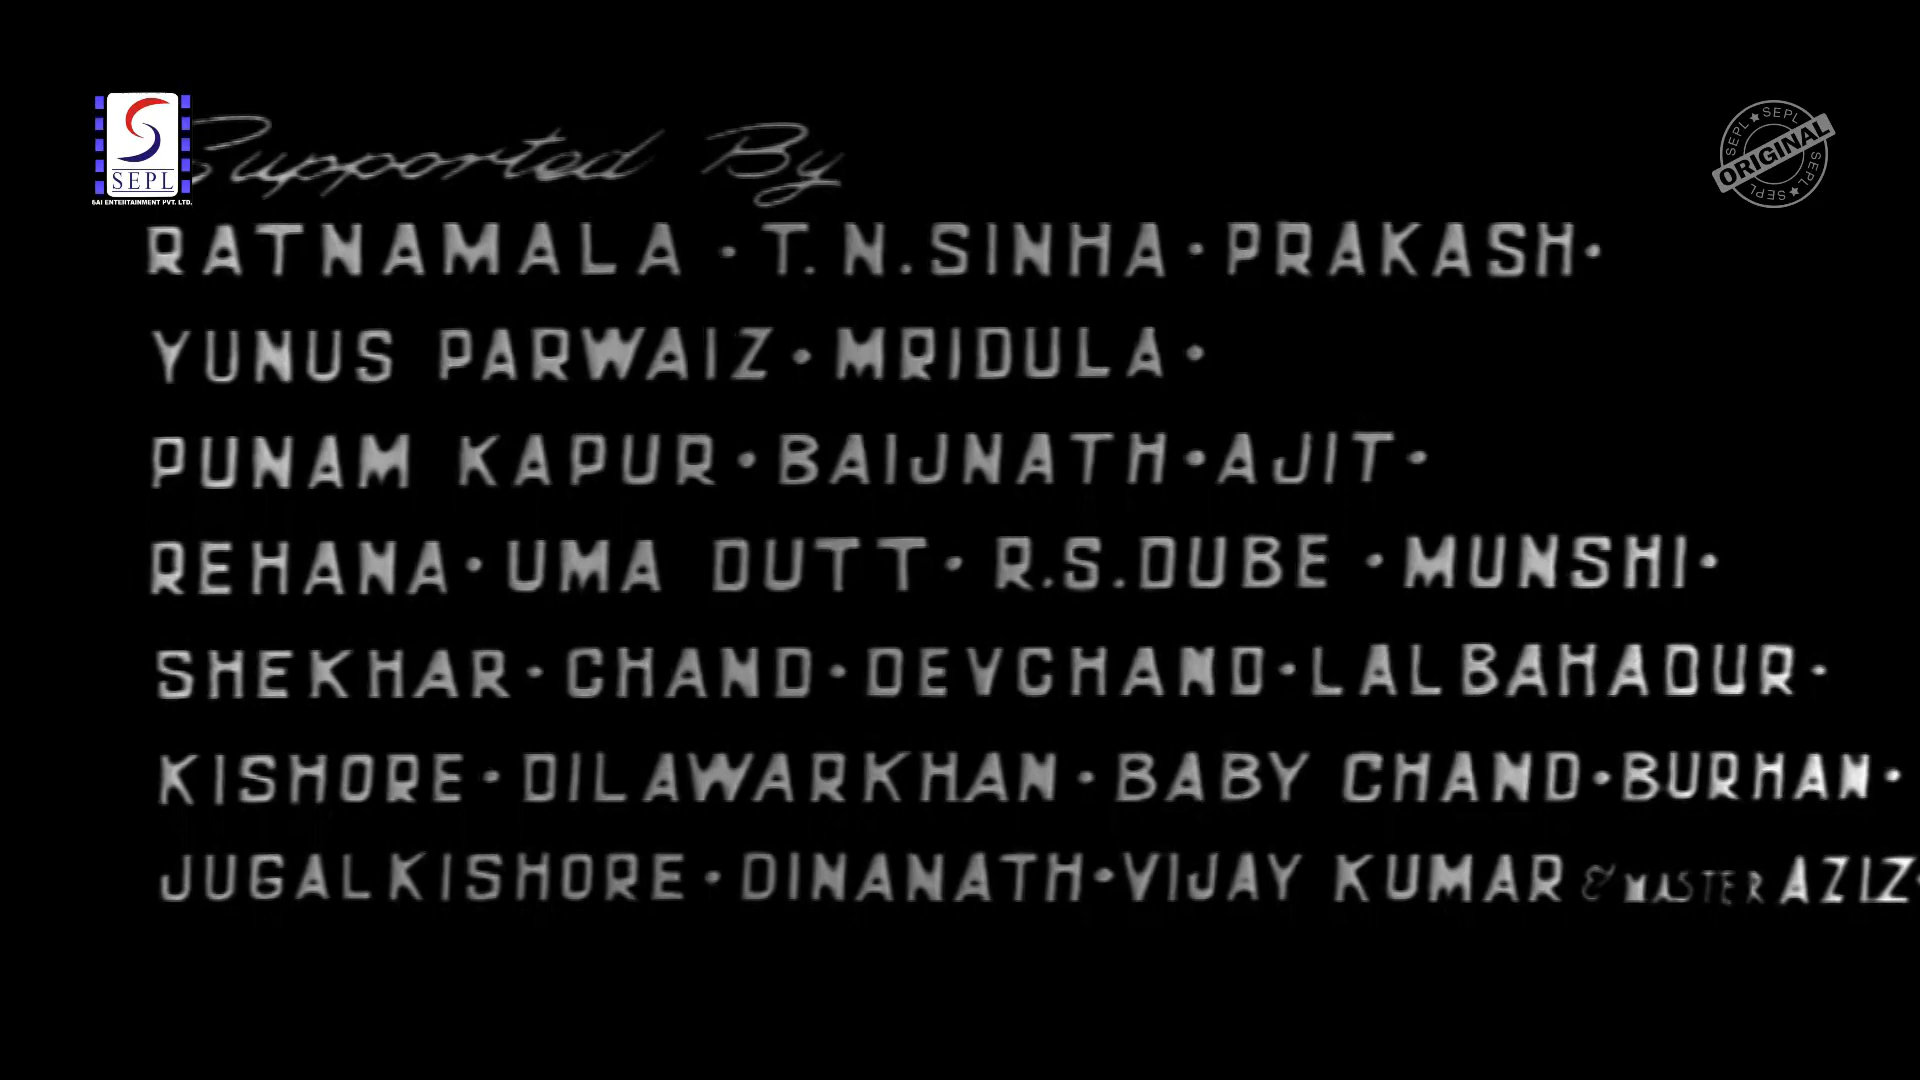 Supported By
RATNAMALA · T. N. SINHA · PRAKASH ·
YUNUS PARWAIZ · MRIDULA ·
PUNAM KAPUR · BAIJNATH · AJIT ·
REHANA · UMA DUTT · R. S. DUBE · MUNSHI ·
SHEKHAR · CHAND · DEVCHAND · LALBAHADUR ·
KISHORE · DILAWARKHAN · BABY CHAND · BURHAN ·
JUGALKISHORE · DINANATH · VIJAY KUMAR & MASTER AZIZ ·
SEPL
SAI ENTERTAINMENT PVT. LTD.
SEPL ★ SEPL
ORIGINAL
SEPL ★ SEPL